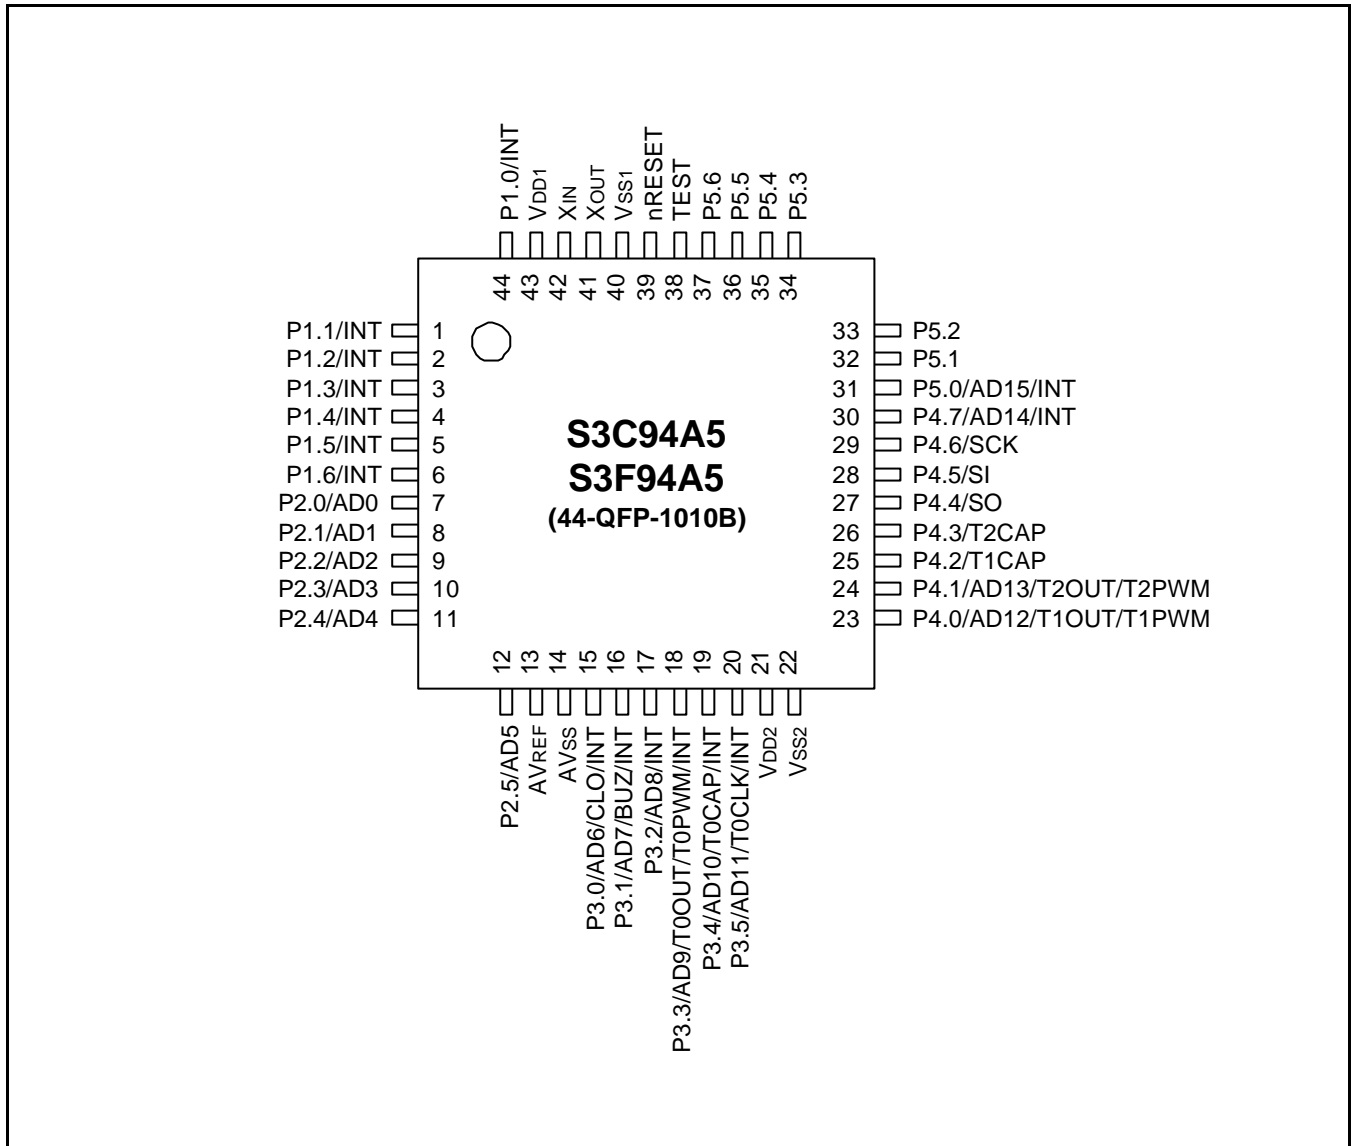 P1.0/INT
VDD1
XIN
XOUT
VSS1
nRESET
TEST
P5.6
P5.5
P5.4
P5.3
44
43
42
41
40
39
38
37
36
35
34
P1.1/INT 1
P1.2/INT 2
P1.3/INT 3
P1.4/INT 4
P1.5/INT 5
P1.6/INT 6
P2.0/AD0 7
P2.1/AD1 8
P2.2/AD2 9
P2.3/AD3 10
P2.4/AD4 11
S3C94A5
S3F94A5
(44-QFP-1010B)
33 P5.2
32 P5.1
31 P5.0/AD15/INT
30 P4.7/AD14/INT
29 P4.6/SCK
28 P4.5/SI
27 P4.4/SO
26 P4.3/T2CAP
25 P4.2/T1CAP
24 P4.1/AD13/T2OUT/T2PWM
23 P4.0/AD12/T1OUT/T1PWM
12
13
14
15
16
17
18
19
20
21
22
P2.5/AD5
AVREF
AVSS
P3.0/AD6/CLO/INT
P3.1/AD7/BUZ/INT
P3.2/AD8/INT
P3.3/AD9/T0OUT/T0PWM/INT
P3.4/AD10/T0CAP/INT
P3.5/AD11/T0CLK/INT
VDD2
VSS2